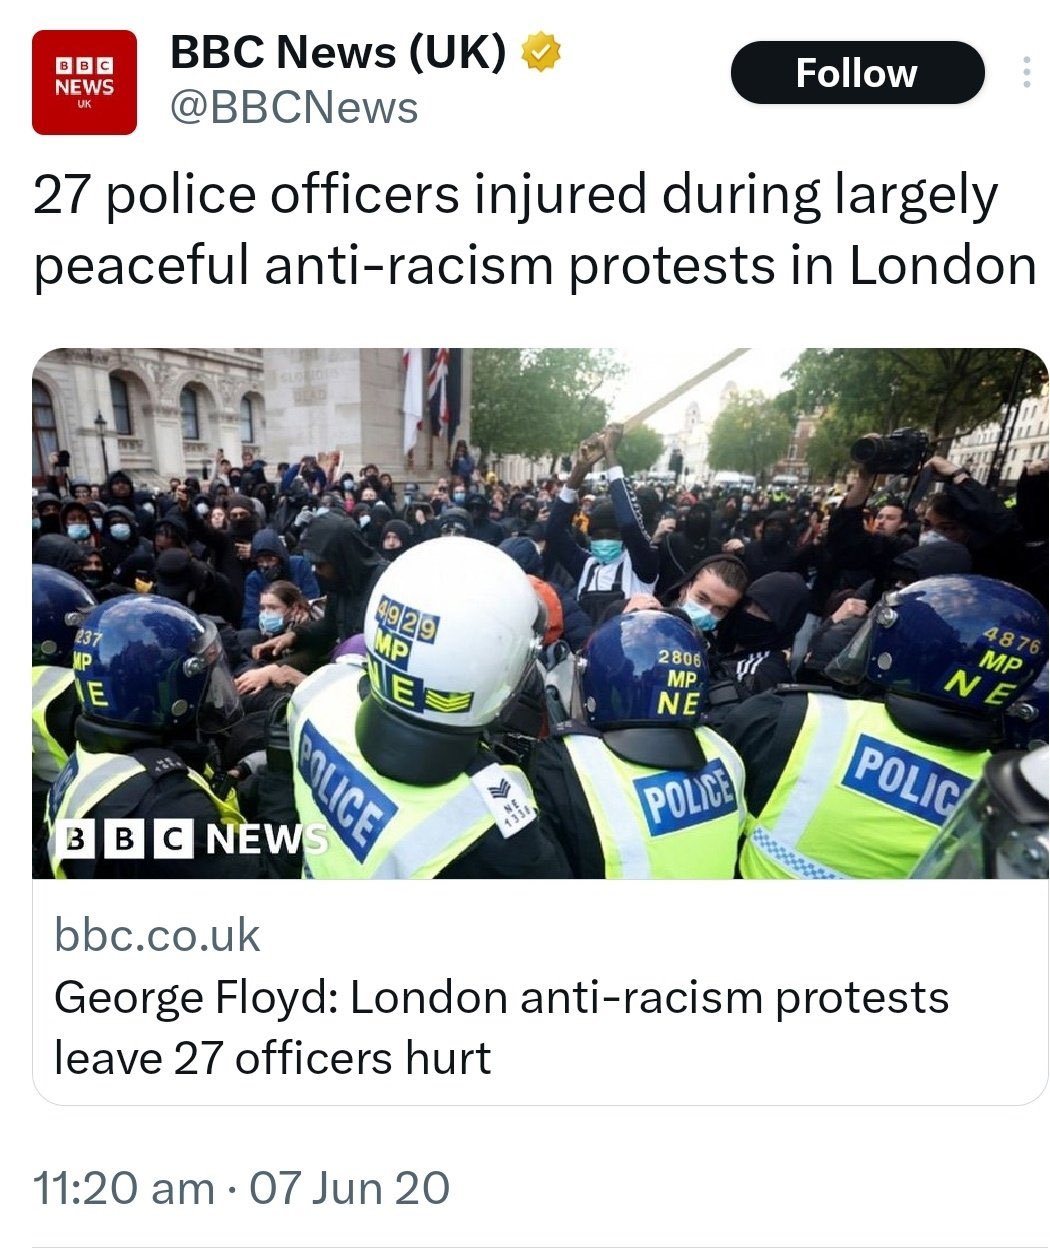 BBC
NEWS
UK
BBC News (UK)
@BBCNews
Follow
27 police officers injured during largely
peaceful anti-racism protests in London
DEAD
237
MP
E
4929
MP
NE
POLICE
2806
MP
NE
POLICE
4876
MP
NE
POLIC
BBC NEWS
bbc.co.uk
George Floyd: London anti-racism protests
leave 27 officers hurt
11:20 am · 07 Jun 20